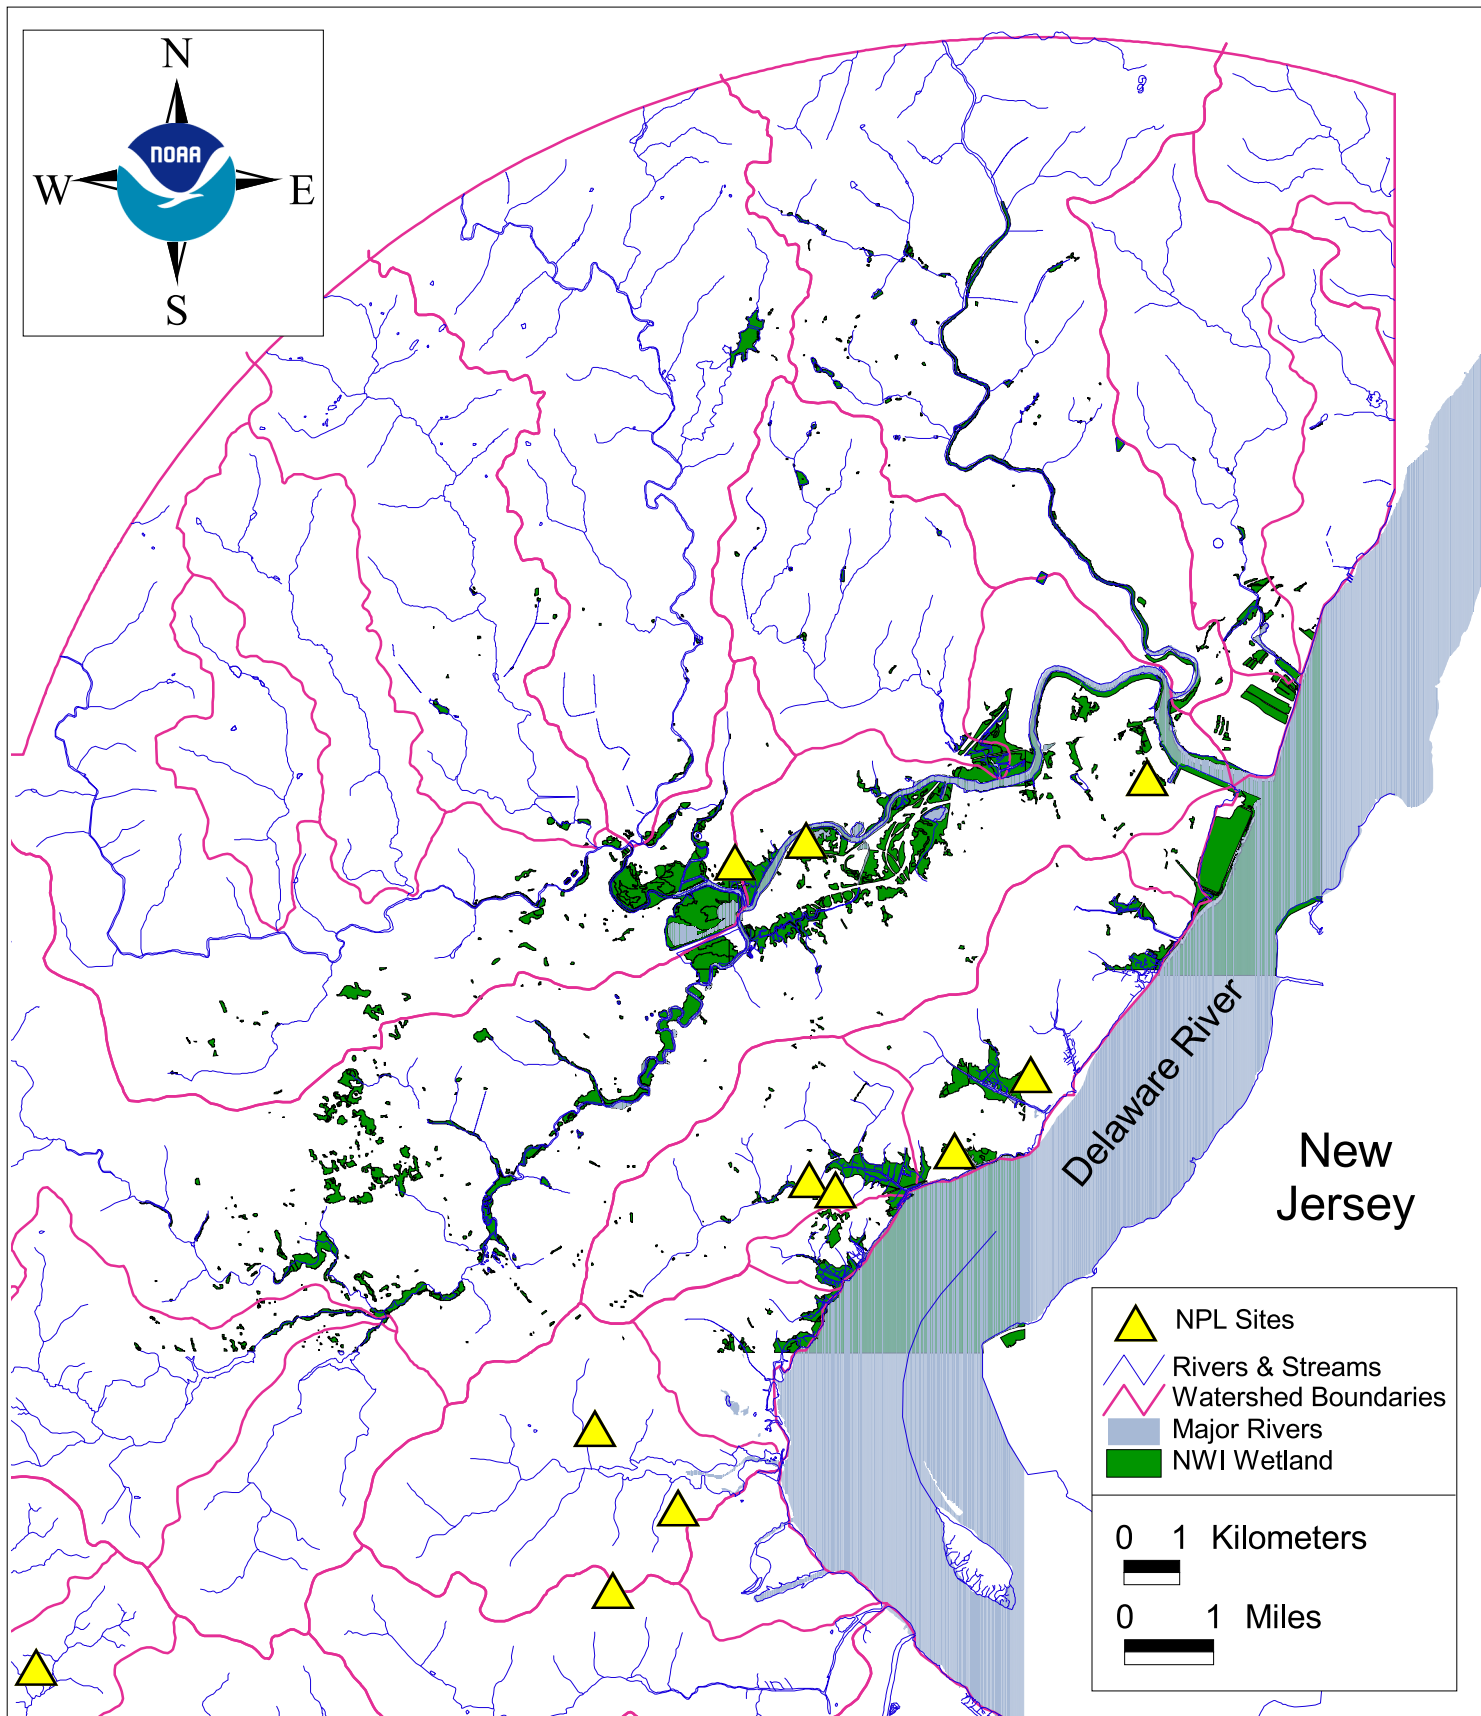 N
NOAA
W
E
S
Delaware River
New
Jersey
NPL Sites
Rivers & Streams
Watershed Boundaries
Major Rivers
NWI Wetland
0 1 Kilometers
0 1 Miles